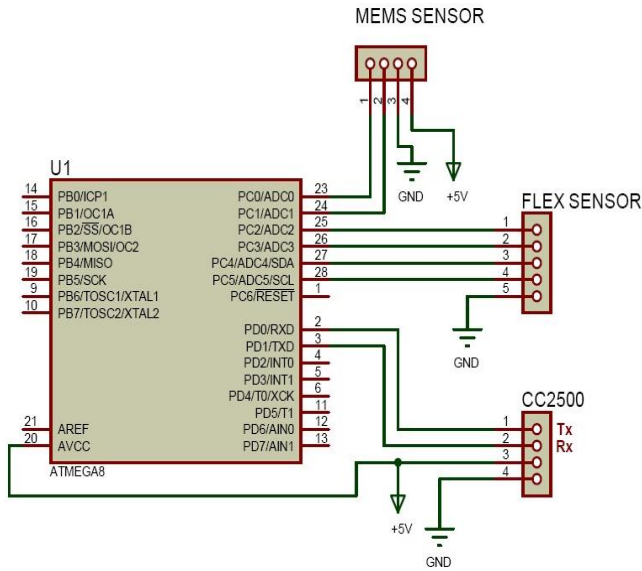 MEMS SENSOR
1 2 3 4
GND
+5V
U1
14 PB0/ICP1 PC0/ADC0 23
15 PB1/OC1A PC1/ADC1 24
16 PB2/SS/OC1B PC2/ADC2 25
17 PB3/MOSI/OC2 PC3/ADC3 26
18 PB4/MISO PC4/ADC4/SDA 27
19 PB5/SCK PC5/ADC5/SCL 28
9 PB6/TOSC1/XTAL1 PC6/RESET 1
10 PB7/TOSC2/XTAL2
PD0/RXD 2
PD1/TXD 3
PD2/INT0 4
PD3/INT1 5
PD4/T0/XCK 6
PD5/T1 11
21 AREF PD6/AIN0 12
20 AVCC PD7/AIN1 13
ATMEGA8
FLEX SENSOR
1
2
3
4
5
GND
CC2500
1 Tx
2 Rx
3
4
+5V
GND